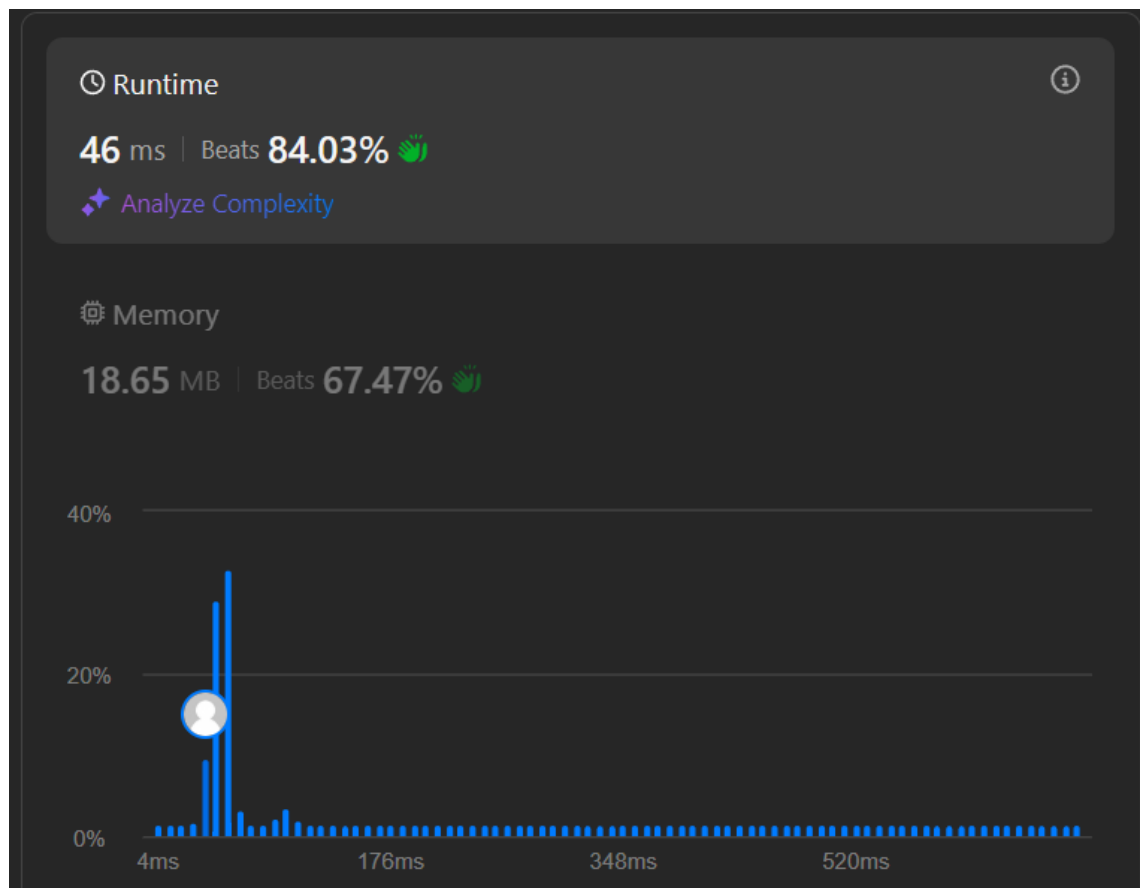 Runtime
46 ms | Beats 84.03%
Analyze Complexity
Memory
18.65 MB | Beats 67.47%
40%
20%
0%
4ms 176ms 348ms 520ms